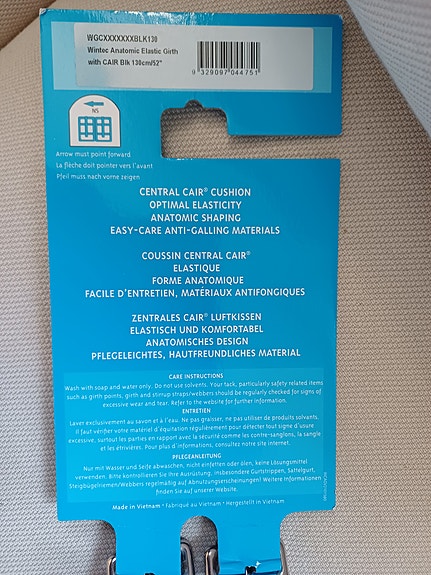 WGCXXXXXXXBLK130
Wintec Anatomic Elastic Girth
with CAIR Blk 130cm/52"
9 329097 044751
NS
Arrow must point forward
La flèche doit pointer vers l'avant
Pfeil muss nach vorne zeigen
CENTRAL CAIR® CUSHION
OPTIMAL ELASTICITY
ANATOMIC SHAPING
EASY-CARE ANTI-GALLING MATERIALS
COUSSIN CENTRAL CAIR®
ELASTIQUE
FORME ANATOMIQUE
FACILE D'ENTRETIEN, MATÉRIAUX ANTIFONGIQUES
ZENTRALES CAIR® LUFTKISSEN
ELASTISCH UND KOMFORTABEL
ANATOMISCHES DESIGN
PFLEGELEICHTES, HAUTFREUNDLICHES MATERIAL
CARE INSTRUCTIONS
Wash with soap and water only. Do not use solvents. Your tack, particularly safety related items
such as girth points, girth and stirrup straps/webbers should be regularly checked for signs of
excessive wear and tear. Refer to the website for further information.
ENTRETIEN
Laver exclusivement au savon et à l'eau. Ne pas graisser, ne pas utiliser de produits solvants.
Il faut vérifier votre matériel d'équitation régulièrement pour détecter tout signe d'usure
excessive, surtout les parties en rapport avec la sécurité comme les contre-sanglons, la sangle
et les étrivières. Pour plus d'informations, consultez notre site internet.
PFLEGEANLEITUNG
Nur mit Wasser und Seife abwaschen, nicht einfetten oder ölen, keine Lösungsmittel
verwenden. Bitte kontrollieren Sie Ihre Ausrüstung, insbesondere Gurtstrippen, Sattelgurt,
Steigbügelriemen/Webbers regelmäßig auf Abnutzungserscheinungen! Weitere Informationen
finden Sie auf unserer Website.
Made in Vietnam • Fabriqué au Vietnam • Hergestellt in Vietnam